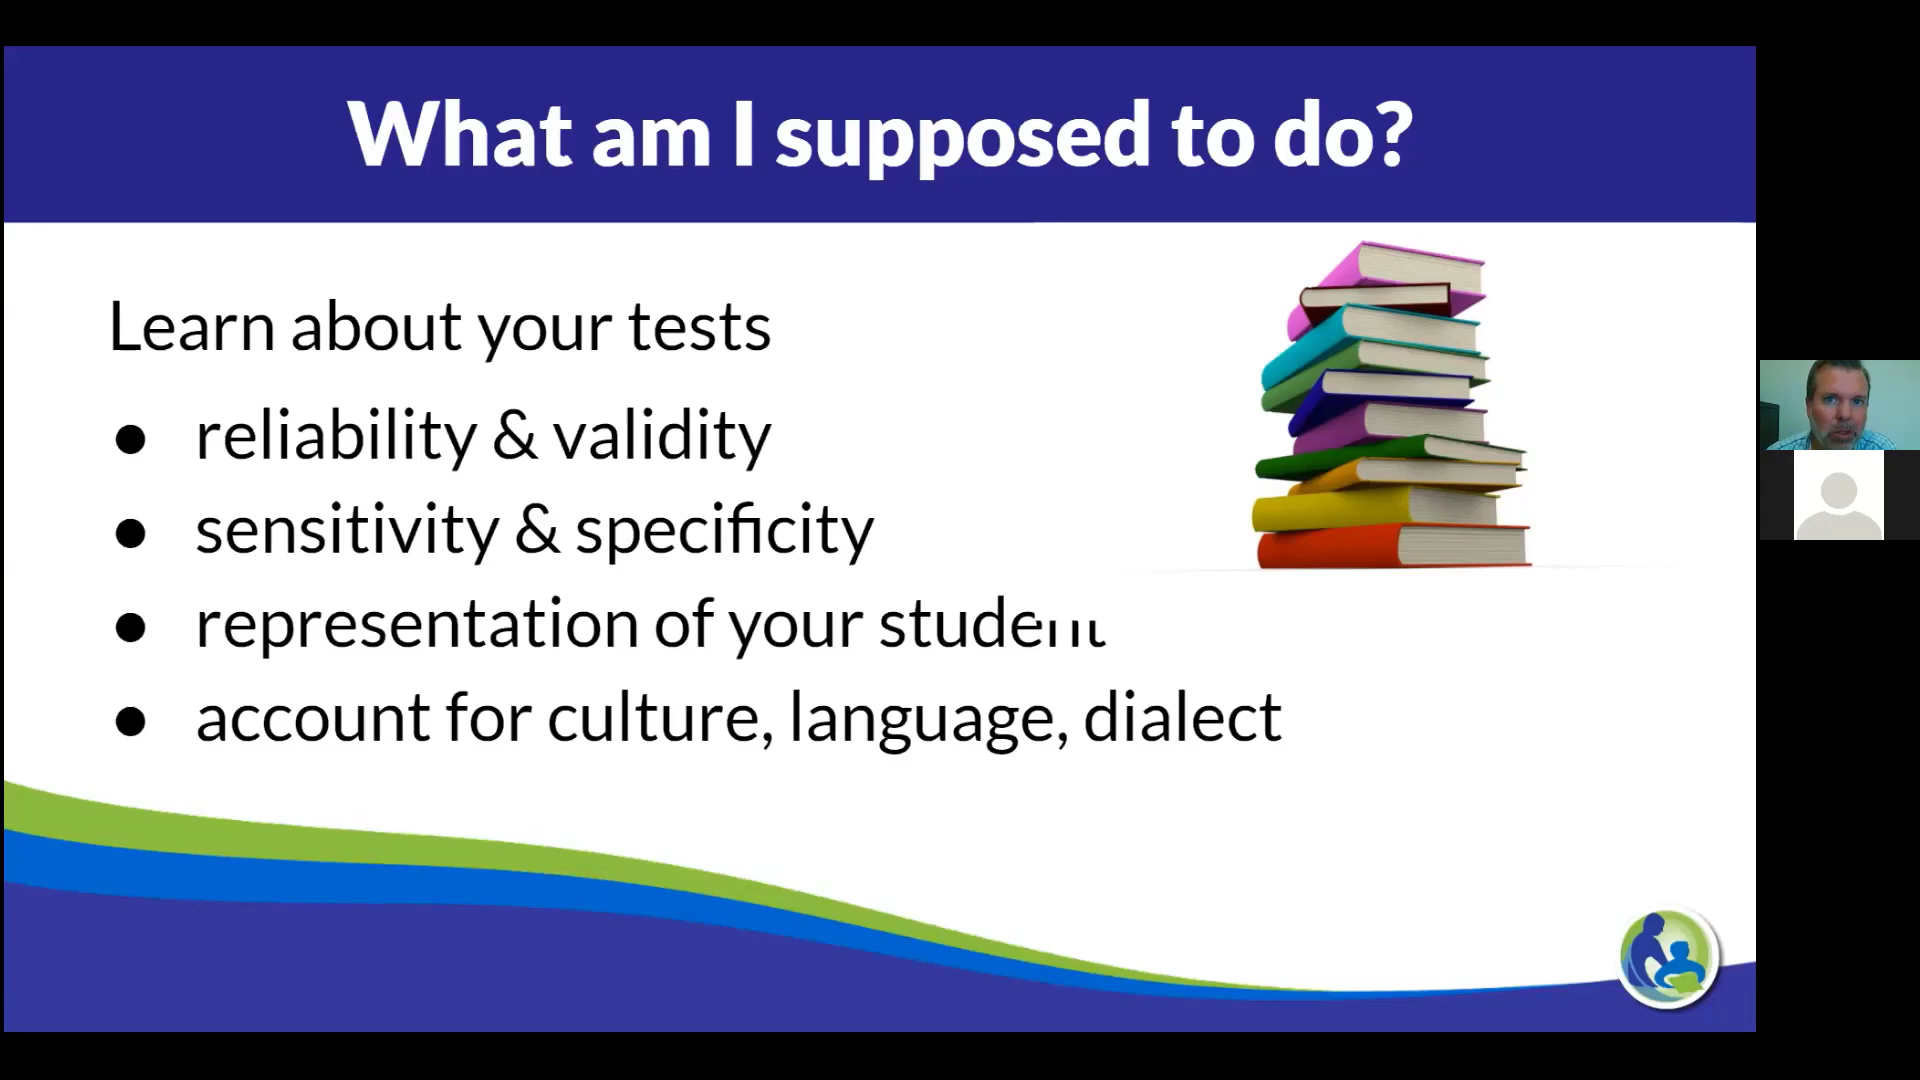 What am I supposed to do?
Learn about your tests
● reliability & validity
● sensitivity & specificity
● representation of your student
● account for culture, language, dialect